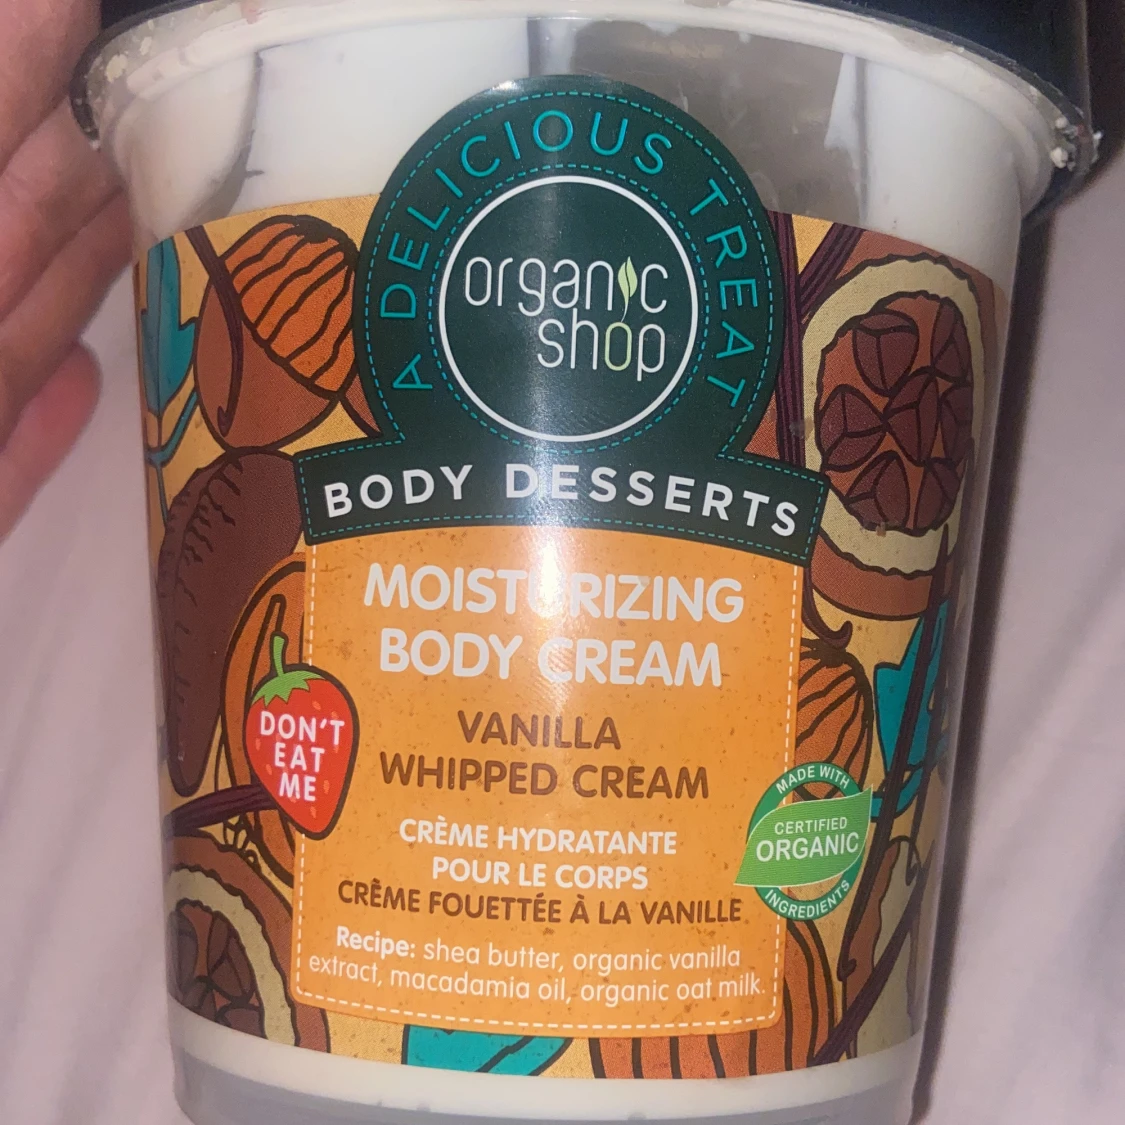 A DELICIOUS TREAT
organic
shop
BODY DESSERTS
MOISTURIZING
BODY CREAM
VANILLA
WHIPPED CREAM
CRÈME HYDRATANTE
POUR LE CORPS
CRÈME FOUETTÉE À LA VANILLE
Recipe: shea butter, organic vanilla
extract, macadamia oil, organic oat milk.
DON'T
EAT
ME
MADE WITH
CERTIFIED
ORGANIC
INGREDIENTS